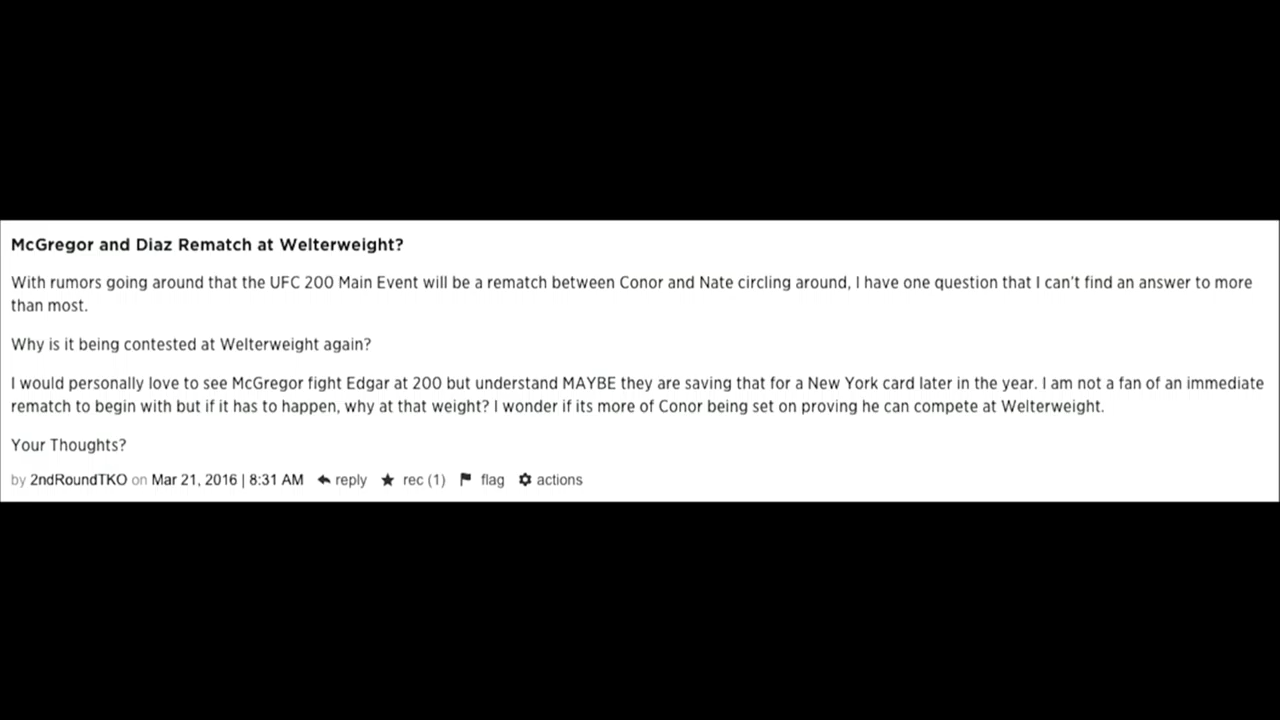 McGregor and Diaz Rematch at Welterweight?
With rumors going around that the UFC 200 Main Event will be a rematch between Conor and Nate circling around, I have one question that I can't find an answer to more
than most.
Why is it being contested at Welterweight again?
I would personally love to see McGregor fight Edgar at 200 but understand MAYBE they are saving that for a New York card later in the year. I am not a fan of an immediate
rematch to begin with but if it has to happen, why at that weight? I wonder if its more of Conor being set on proving he can compete at Welterweight.
Your Thoughts?
by 2ndRoundTKO on Mar 21, 2016 | 8:31 AM reply rec (1) flag actions